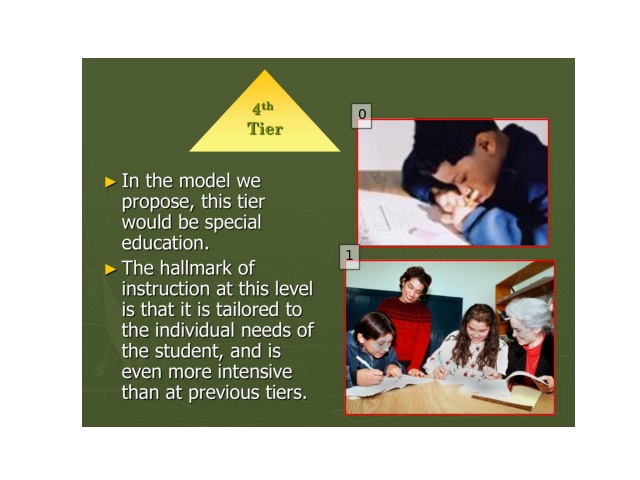 4th
Tier
0
► In the model we
propose, this tier
would be special
education.
► The hallmark of
instruction at this level
is that it is tailored to
the individual needs of
the student, and is
even more intensive
than at previous tiers.
1